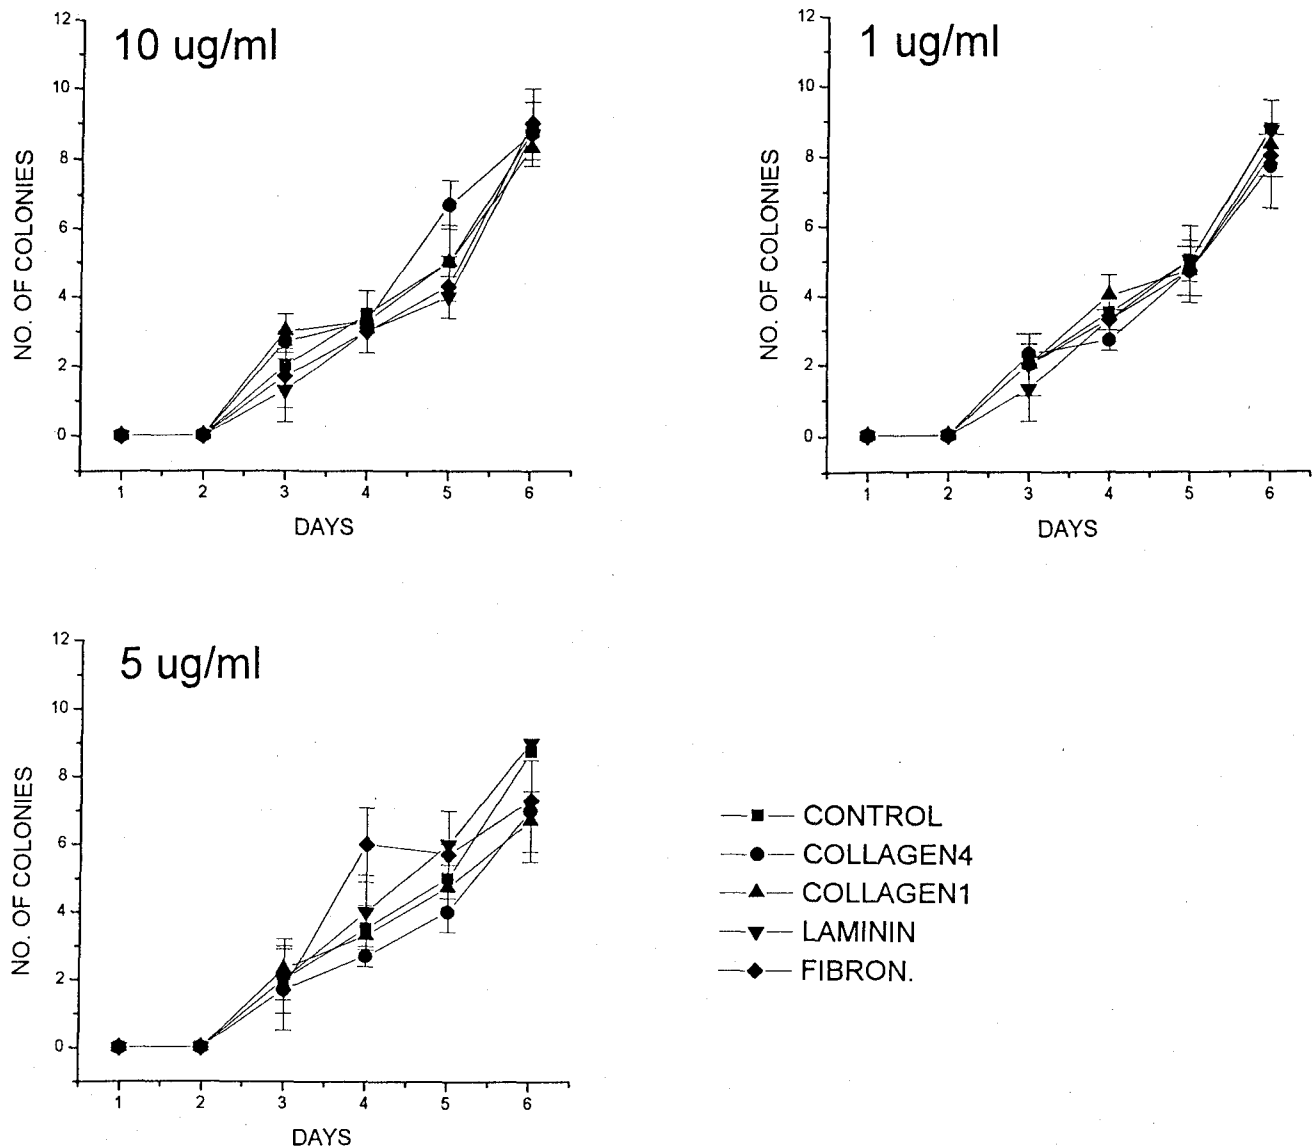 10 ug/ml
12
10
8
6
4
2
0
NO. OF COLONIES
1 2 3 4 5 6
DAYS
1 ug/ml
12
10
8
6
4
2
0
NO. OF COLONIES
1 2 3 4 5 6
DAYS
5 ug/ml
12
10
8
6
4
2
0
NO. OF COLONIES
1 2 3 4 5 6
DAYS
CONTROL
COLLAGEN4
COLLAGEN1
LAMININ
FIBRON.